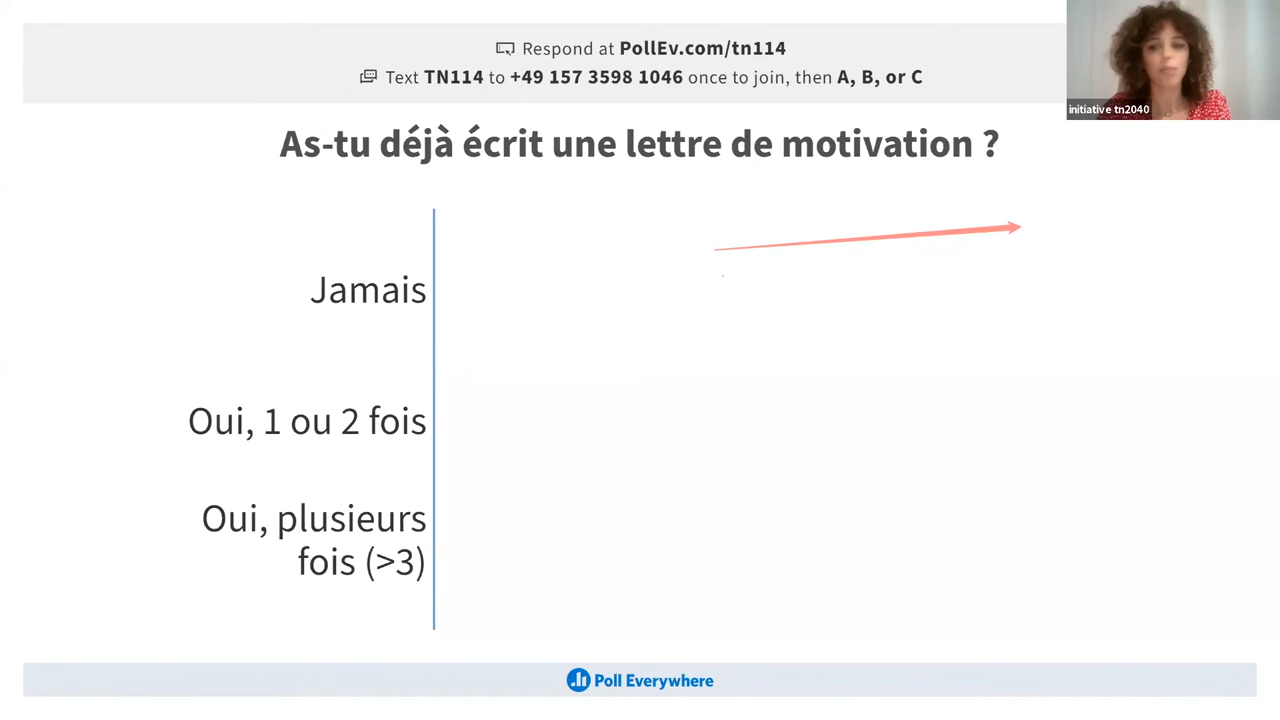 Respond at PollEv.com/tn114
Text TN114 to +49 157 3598 1046 once to join, then A, B, or C
initiative tn2040
As-tu déjà écrit une lettre de motivation ?
Jamais
Oui, 1 ou 2 fois
Oui, plusieurs
fois (>3)
Poll Everywhere